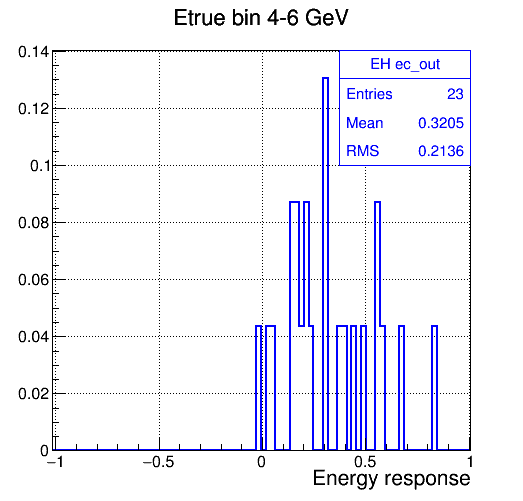 Etrue bin 4-6 GeV
0.14
EH ec_out
Entries 23
0.12
Mean 0.3205
RMS 0.2136
0.1
0.08
0.06
0.04
0.02
0
−1 −0.5 0 0.5 1
Energy response